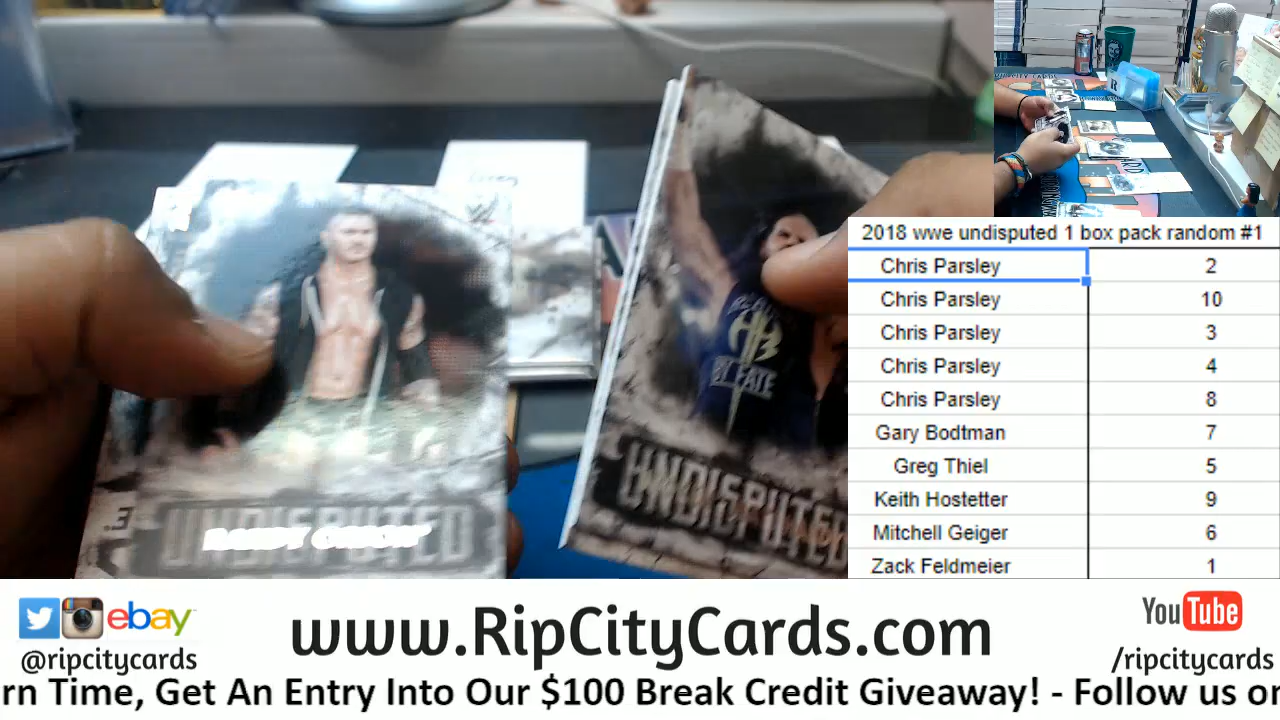 2018 wwe undisputed 1 box pack random #1
Chris Parsley 2
Chris Parsley 10
Chris Parsley 3
Chris Parsley 4
Chris Parsley 8
Gary Bodtman 7
Greg Thiel 5
Keith Hostetter 9
Mitchell Geiger 6
Zack Feldmeier 1
BY FATE
UNDISPUTED
UNDISPUTED
RANDY ORTON
ebay
@ripcitycards
www.RipCityCards.com
YouTube
/ripcitycards
rn Time, Get An Entry Into Our $100 Break Credit Giveaway! - Follow us or